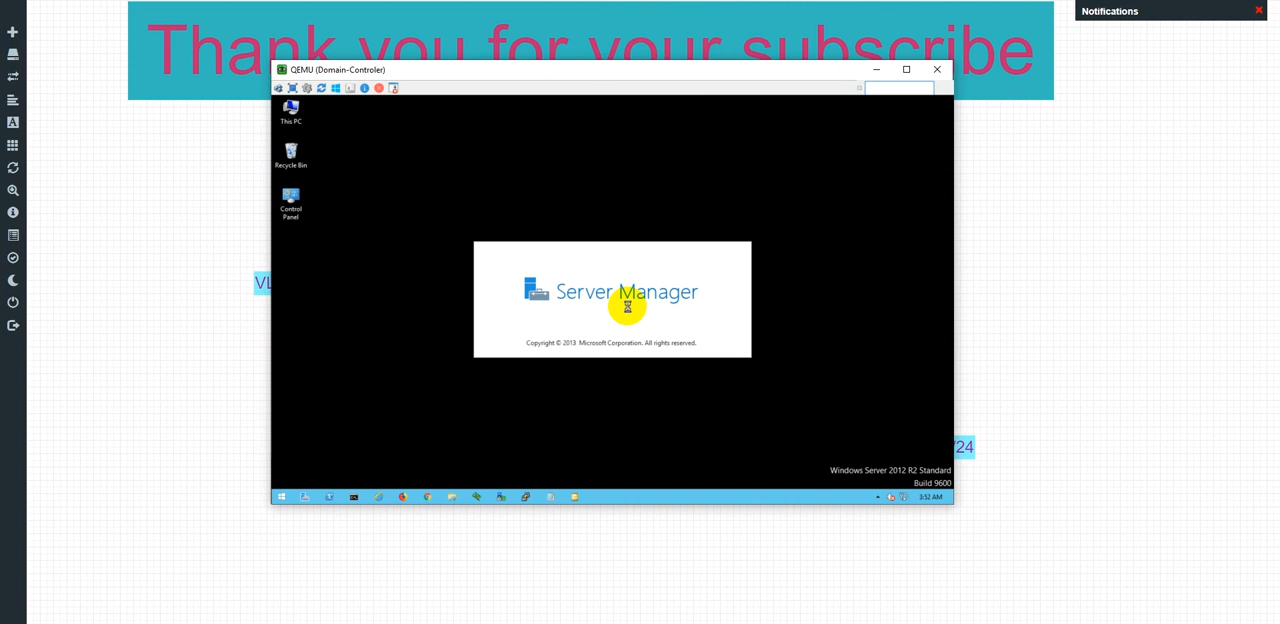 Thank you for your subscribe
Notifications
QEMU (Domain-Controler)
This PC
Recycle Bin
Control
Panel
VL
Server Manager
Copyright © 2013 Microsoft Corporation. All rights reserved.
/24
Windows Server 2012 R2 Standard
Build 9600
3:52 AM